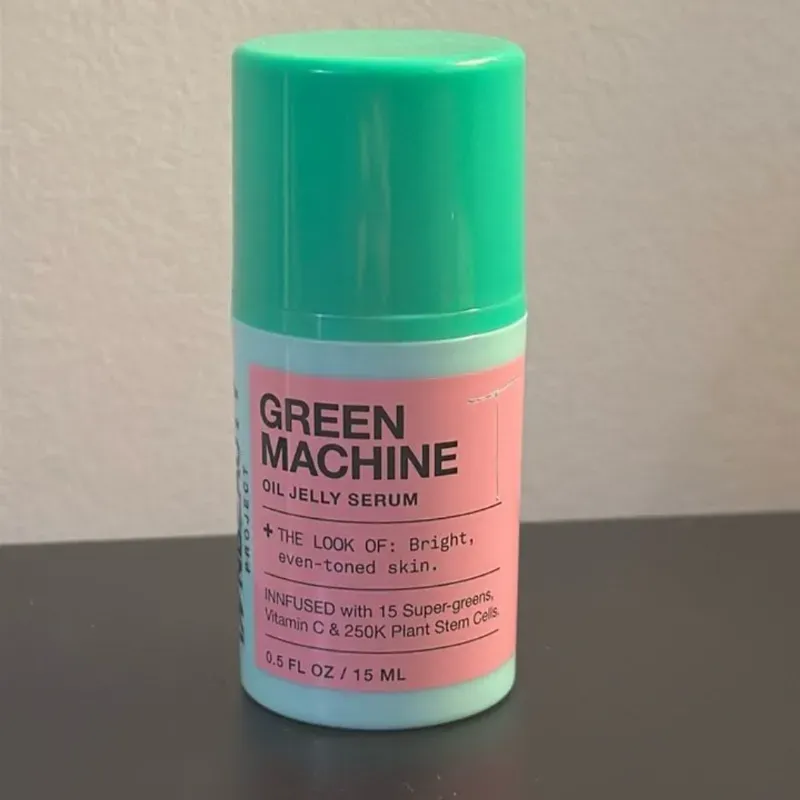 GREEN
MACHINE
OIL JELLY SERUM
+ THE LOOK OF: Bright,
even-toned skin.
INNFUSED with 15 Super-greens,
Vitamin C & 250K Plant Stem Cells.
0.5 FL OZ / 15 ML
PROJECT